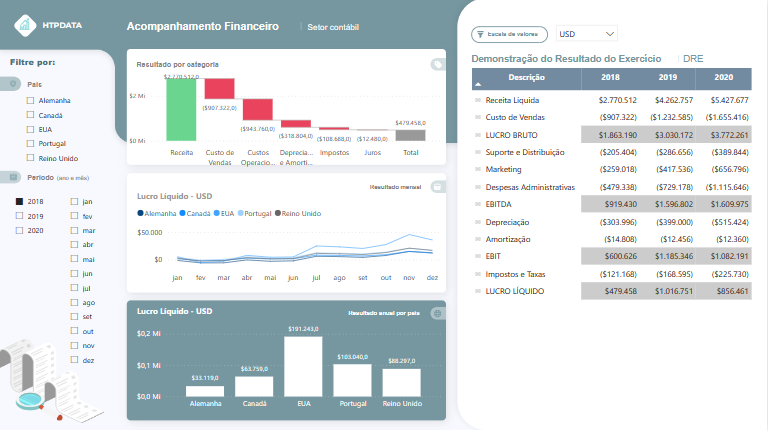 HTPDATA
Acompanhamento Financeiro
Setor contábil
Filtre por:
País
Alemanha
Canadá
EUA
Portugal
Reino Unido
Período (ano e mês)
2018
2019
2020
jan
fev
mar
abr
mai
jun
jul
ago
set
out
nov
dez
Resultado por categoria
$2 Mi
$0 Mi
$2.770.512,0
($907.322,0)
($943.760,0)
($318.804,0)
($108.688,0)
($12.480,0)
$479.458,0
Receita
Custo de Vendas
Custos Operacio...
Deprecia... e Amorti...
Impostos
Juros
Total
Resultado mensal
Lucro Líquido - USD
Alemanha Canadá EUA Portugal Reino Unido
$50.000
$0
jan fev mar abr mai jun jul ago set out nov dez
Lucro Líquido - USD
Resultado anual por país
$0,2 Mi
$0,1 Mi
$0,0 Mi
$33.119,0
$63.759,0
$191.243,0
$103.040,0
$88.297,0
Alemanha Canadá EUA Portugal Reino Unido
Escala de valores
USD
Demonstração do Resultado do Exercício | DRE
Descrição 2018 2019 2020
Receita Líquida $2.770.512 $4.262.757 $5.427.677
Custo de Vendas ($907.322) ($1.232.585) ($1.655.416)
LUCRO BRUTO $1.863.190 $3.030.172 $3.772.261
Suporte e Distribuição ($205.404) ($286.656) ($389.844)
Marketing ($259.018) ($417.536) ($656.796)
Despesas Administrativas ($479.338) ($729.178) ($1.115.646)
EBITDA $919.430 $1.596.802 $1.609.975
Depreciação ($303.996) ($399.000) ($515.424)
Amortização ($14.808) ($12.456) ($12.360)
EBIT $600.626 $1.185.346 $1.082.191
Impostos e Taxas ($121.168) ($168.595) ($225.730)
LUCRO LÍQUIDO $479.458 $1.016.751 $856.461